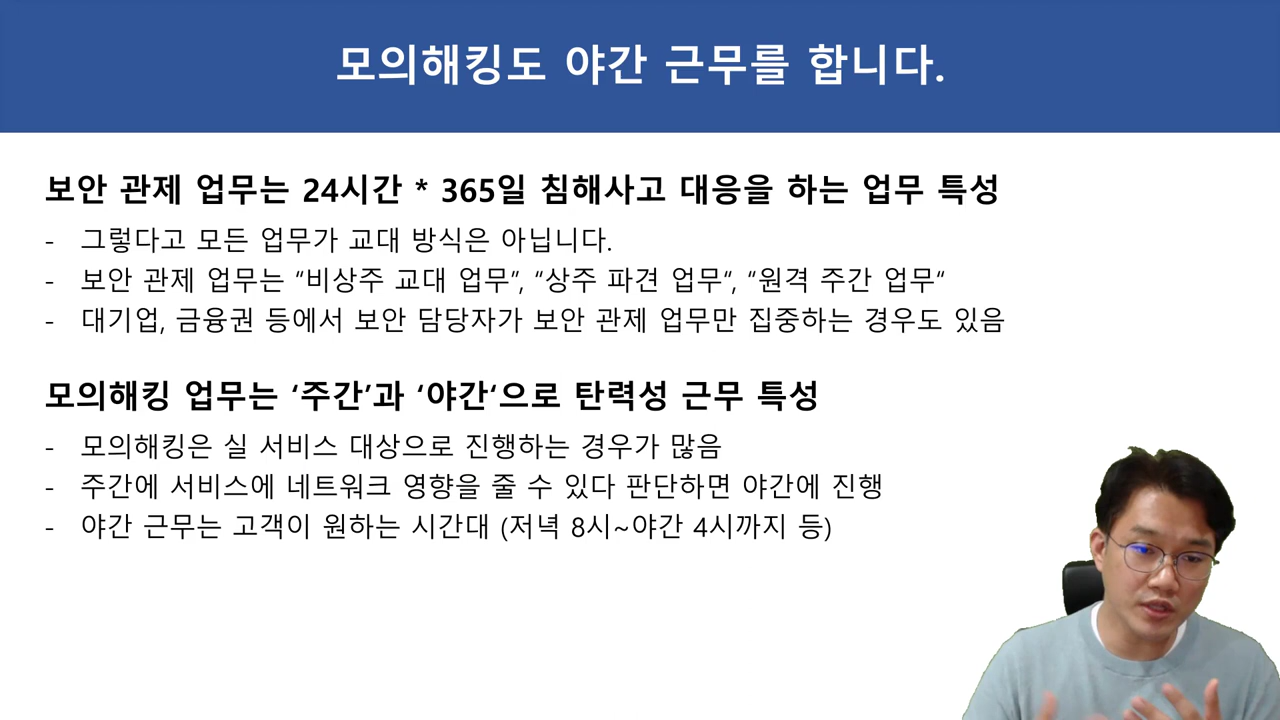 모의해킹도 야간 근무를 합니다.
보안 관제 업무는 24시간 * 365일 침해사고 대응을 하는 업무 특성
- 그렇다고 모든 업무가 교대 방식은 아닙니다.
- 보안 관제 업무는 “비상주 교대 업무”, “상주 파견 업무“, “원격 주간 업무“
- 대기업, 금융권 등에서 보안 담당자가 보안 관제 업무만 집중하는 경우도 있음
모의해킹 업무는 ‘주간’과 ‘야간‘으로 탄력성 근무 특성
- 모의해킹은 실 서비스 대상으로 진행하는 경우가 많음
- 주간에 서비스에 네트워크 영향을 줄 수 있다 판단하면 야간에 진행
- 야간 근무는 고객이 원하는 시간대 (저녁 8시~야간 4시까지 등)